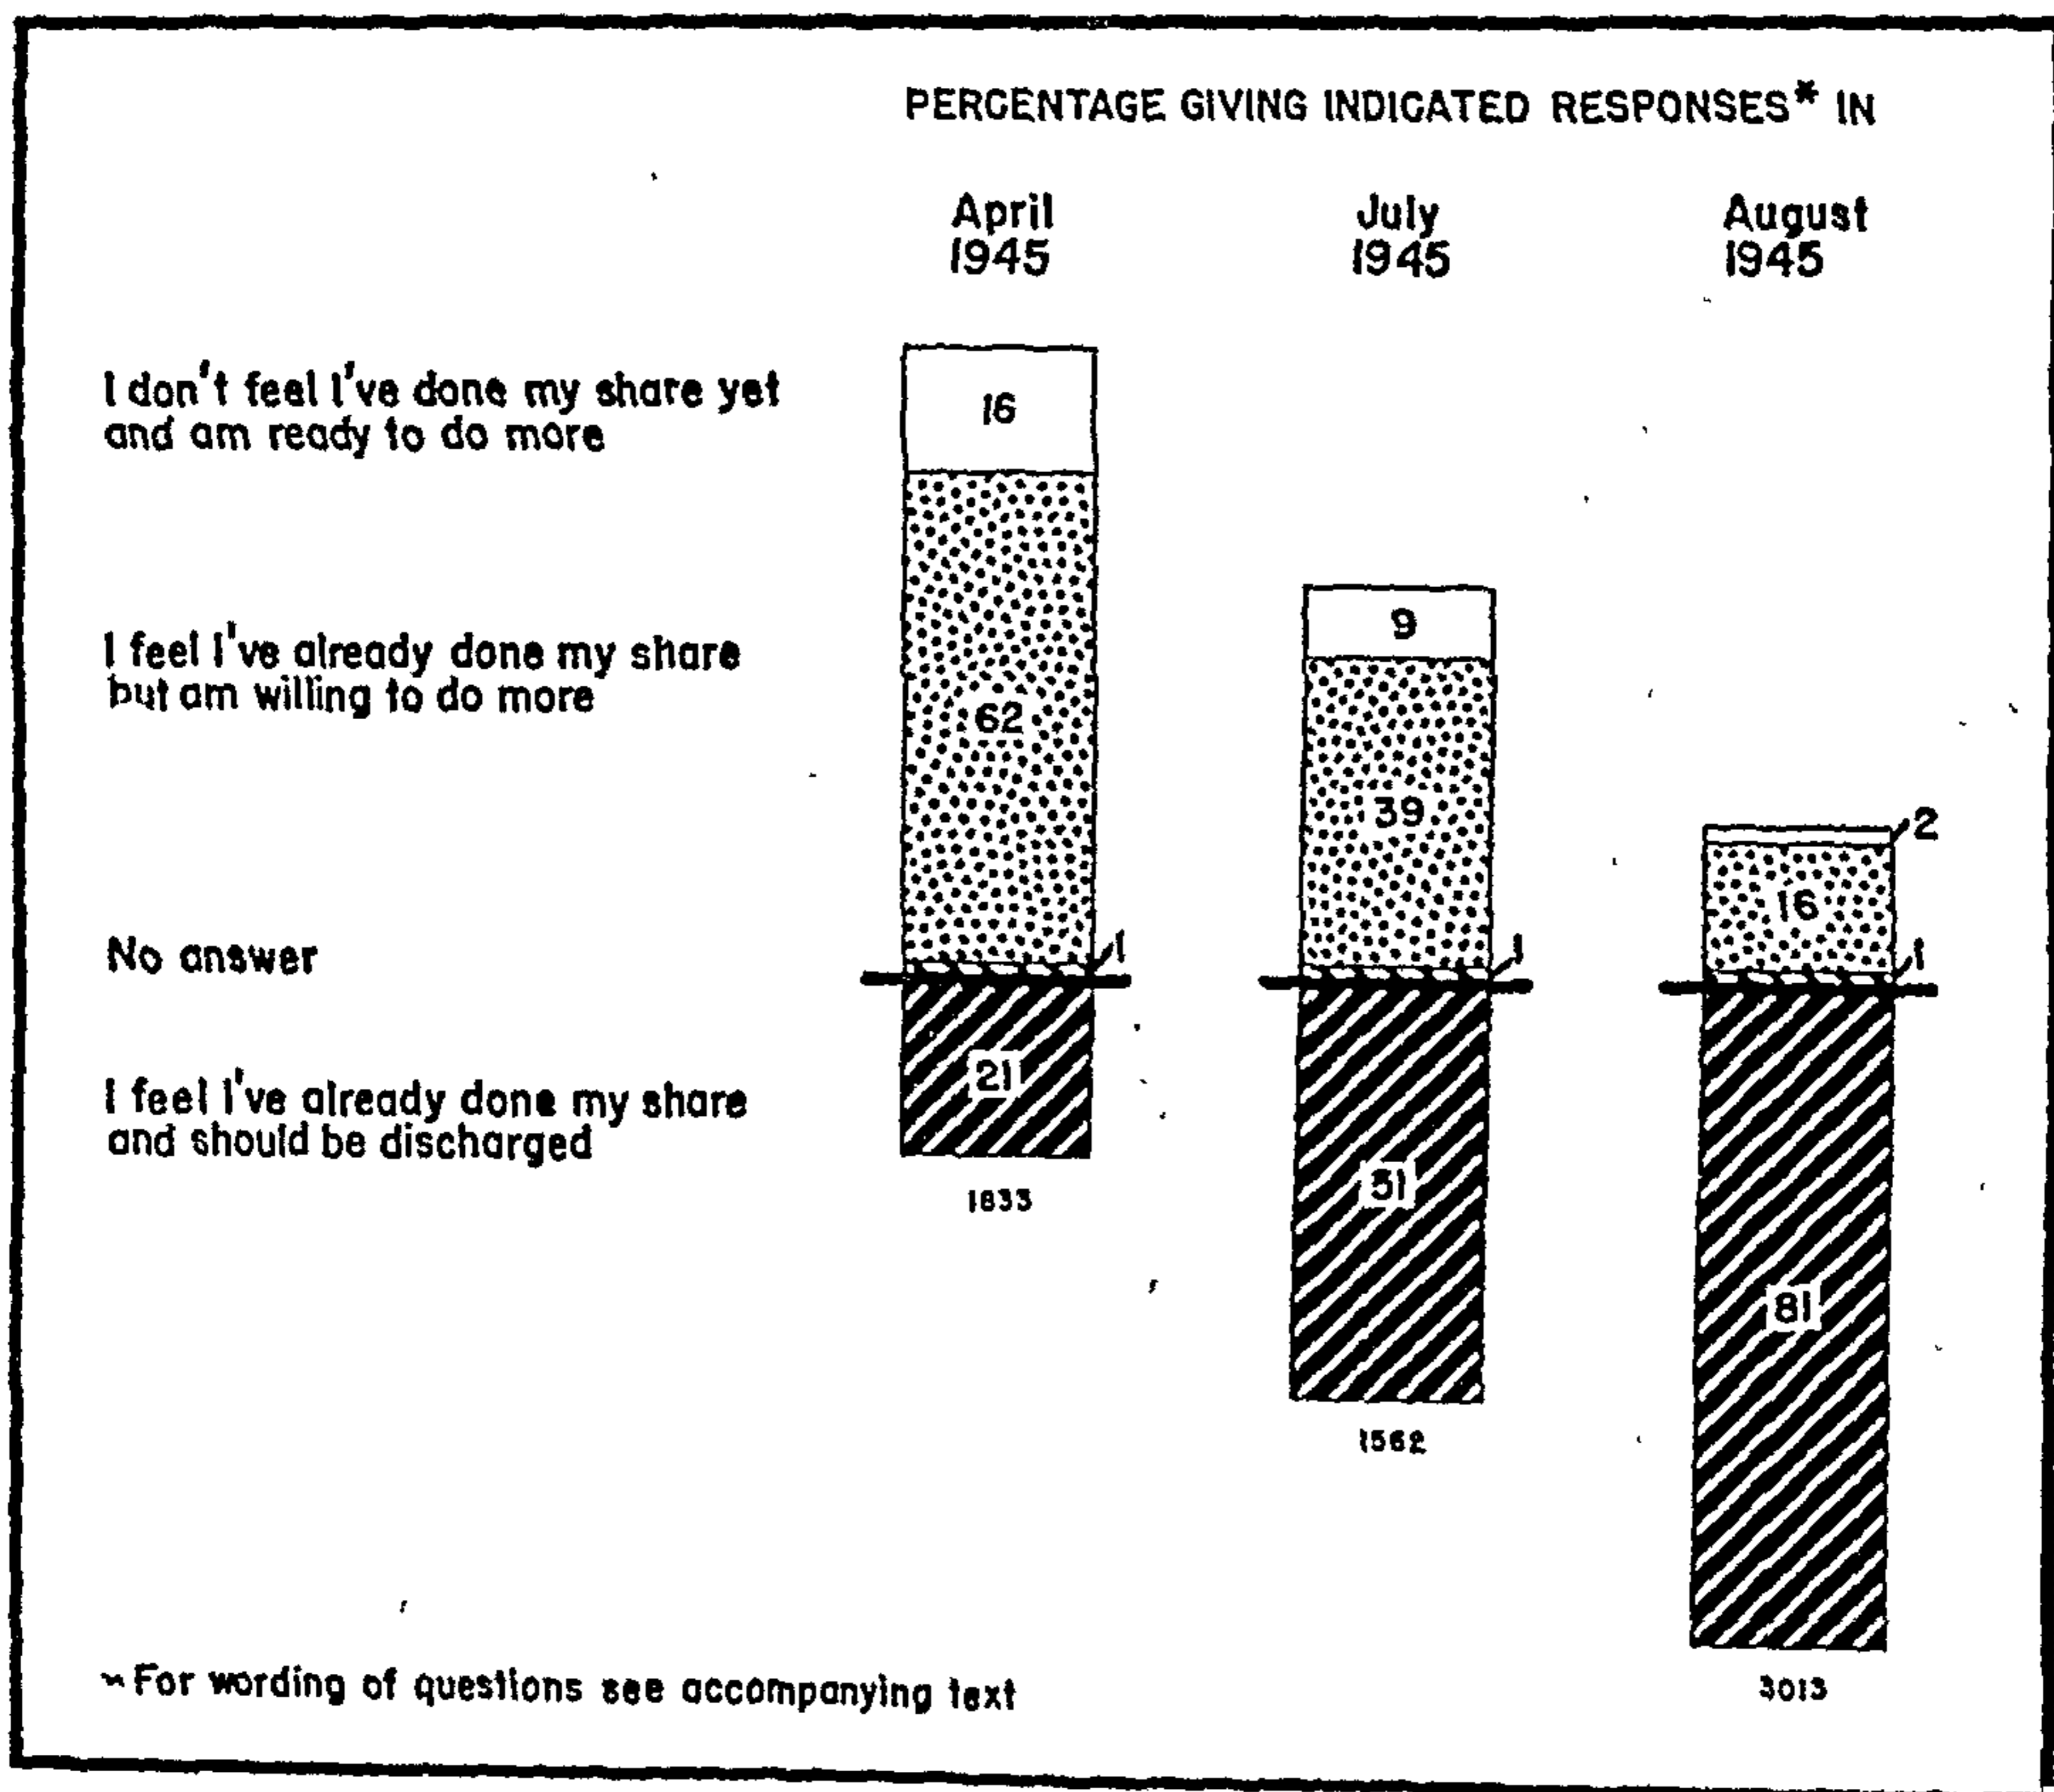 PERCENTAGE GIVING INDICATED RESPONSES* IN
April July August
1945 1945 1945
I don't feel I've done my share yet
and am ready to do more
16
9
I feel I've already done my share
but am willing to do more
62
39
2
16
No answer
1 1 1
I feel I've already done my share
and should be discharged
21
51
81
1833
1562
3013
*For wording of questions see accompanying text